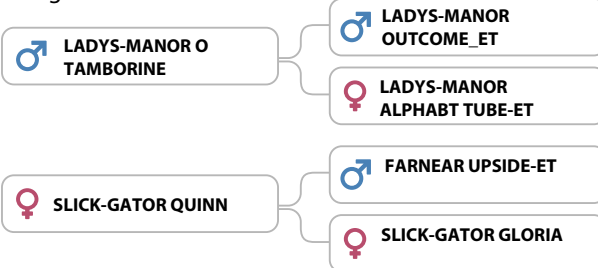 LADYS-MANOR O
TAMBORINE
LADYS-MANOR
OUTCOME_ET
LADYS-MANOR
ALPHABT TUBE-ET
SLICK-GATOR QUINN
FARNEAR UPSIDE-ET
SLICK-GATOR GLORIA